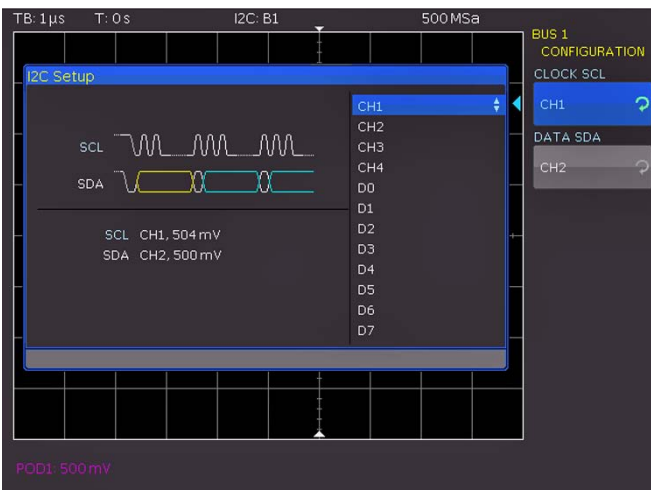 TB: 1 µs T: 0 s I2C: B1 500 MSa
BUS 1
CONFIGURATION
I2C Setup
CLOCK SCL
CH1
CH1
CH2
DATA SDA
SCL
CH3
CH4
CH2
SDA
D0
D1
D2
SCL CH1, 504 mV
D3
SDA CH2, 500 mV
D4
D5
D6
D7
POD1: 500 mV